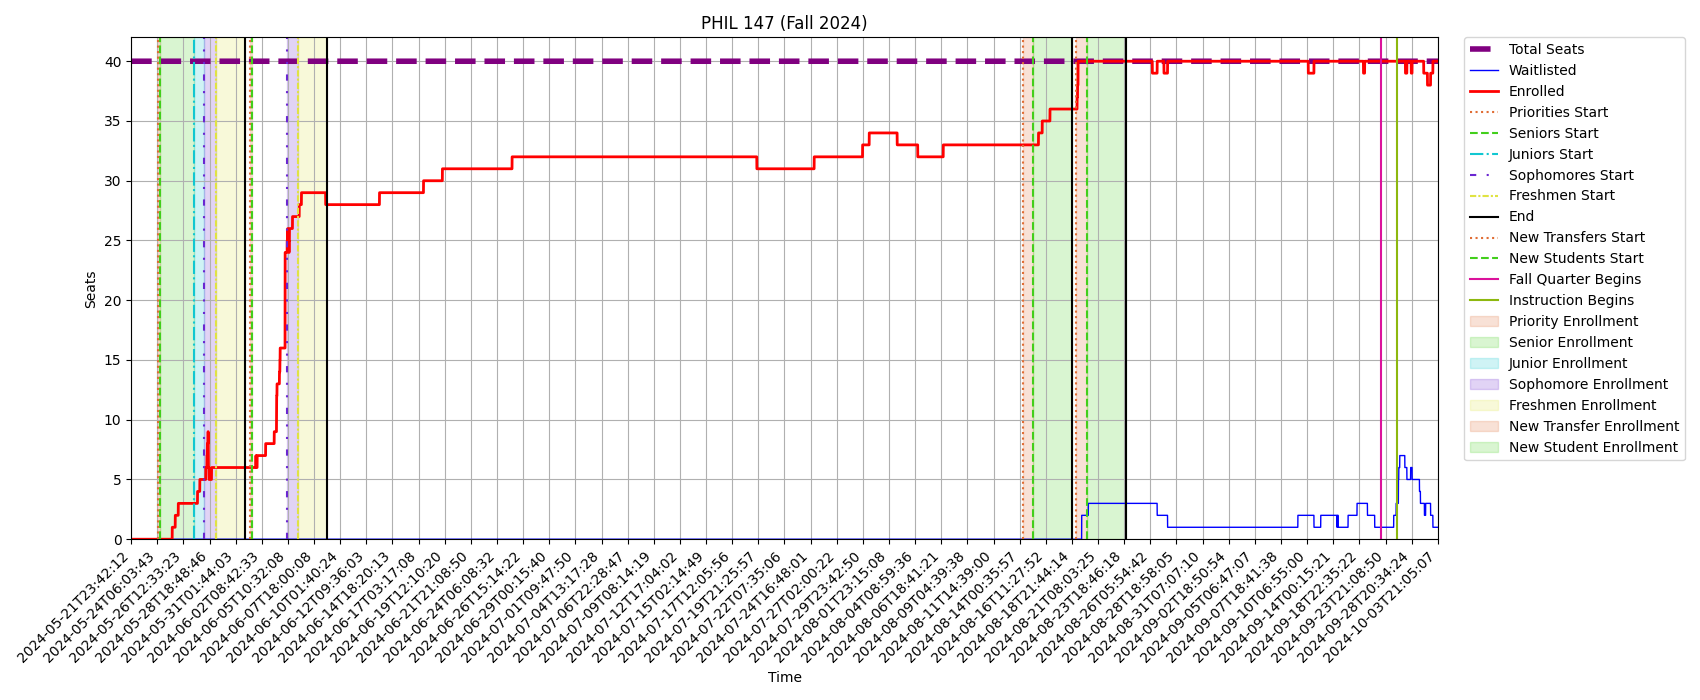 PHIL 147 (Fall 2024)
Seats
40
35
30
25
20
15
10
5
0
2024-05-21T23:42:12
2024-05-24T06:03:43
2024-05-26T12:33:23
2024-05-28T18:48:46
2024-05-31T01:44:03
2024-06-02T08:42:33
2024-06-05T10:32:08
2024-06-07T18:00:08
2024-06-10T01:40:24
2024-06-12T09:36:03
2024-06-14T18:20:13
2024-06-17T03:17:08
2024-06-19T12:10:20
2024-06-21T21:08:50
2024-06-24T06:08:32
2024-06-26T15:14:22
2024-06-29T00:15:40
2024-07-01T09:47:50
2024-07-04T13:17:28
2024-07-06T22:28:47
2024-07-09T08:14:19
2024-07-12T17:04:02
2024-07-15T02:14:49
2024-07-17T12:05:56
2024-07-19T21:25:57
2024-07-22T07:35:06
2024-07-24T16:48:01
2024-07-27T02:00:22
2024-07-29T23:42:50
2024-08-01T23:15:08
2024-08-04T08:59:36
2024-08-06T18:41:21
2024-08-09T04:39:38
2024-08-11T14:39:00
2024-08-14T00:35:57
2024-08-16T11:27:52
2024-08-18T21:44:14
2024-08-21T08:03:25
2024-08-23T18:46:18
2024-08-26T05:54:42
2024-08-28T18:58:05
2024-08-31T07:07:10
2024-09-02T18:50:54
2024-09-05T06:47:07
2024-09-07T18:41:38
2024-09-10T06:55:00
2024-09-14T00:15:21
2024-09-18T22:35:22
2024-09-23T21:08:50
2024-09-28T20:34:24
2024-10-03T21:05:07
Time
Total Seats
Waitlisted
Enrolled
Priorities Start
Seniors Start
Juniors Start
Sophomores Start
Freshmen Start
End
New Transfers Start
New Students Start
Fall Quarter Begins
Instruction Begins
Priority Enrollment
Senior Enrollment
Junior Enrollment
Sophomore Enrollment
Freshmen Enrollment
New Transfer Enrollment
New Student Enrollment